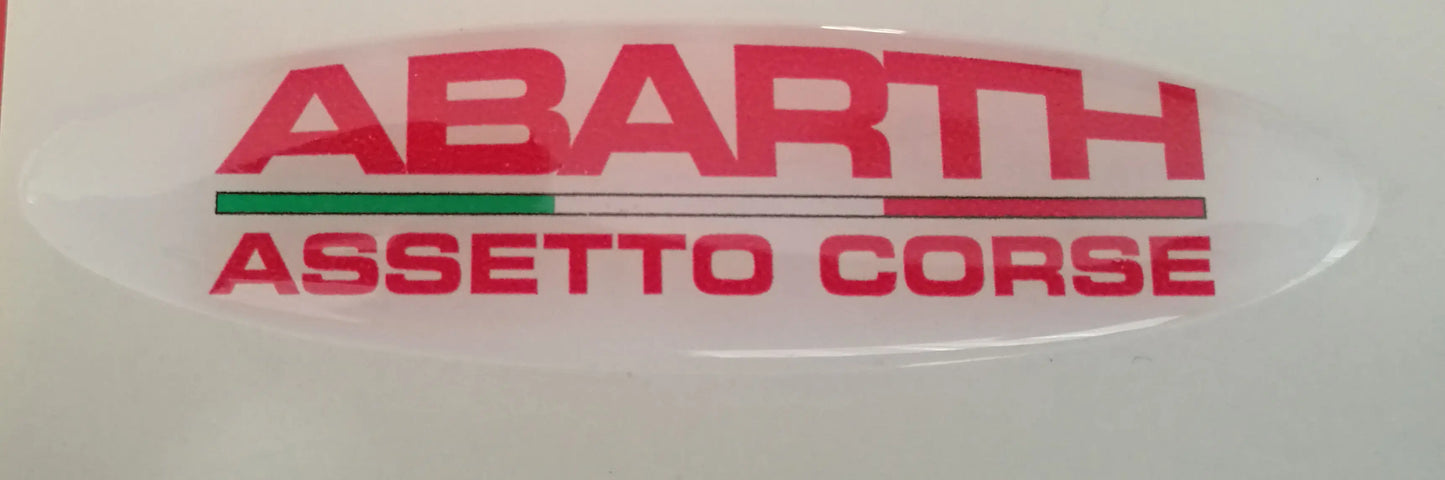 ABARTH
ASSETTO CORSE